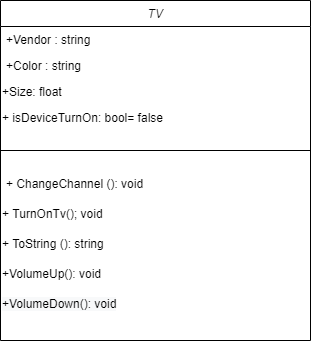 TV
+Vendor : string
+Color : string
+Size: float
+ isDeviceTurnOn: bool= false
+ ChangeChannel (): void
+ TurnOnTv(); void
+ ToString (): string
+VolumeUp(): void
+VolumeDown(): void